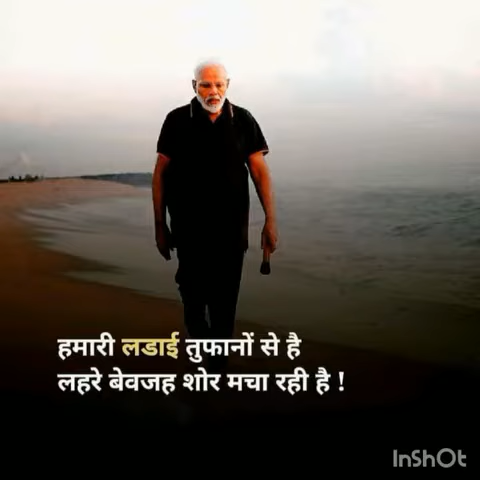 हमारी लडाई तुफानों से है
लहरे बेवजह शोर मचा रही है !
InShOt